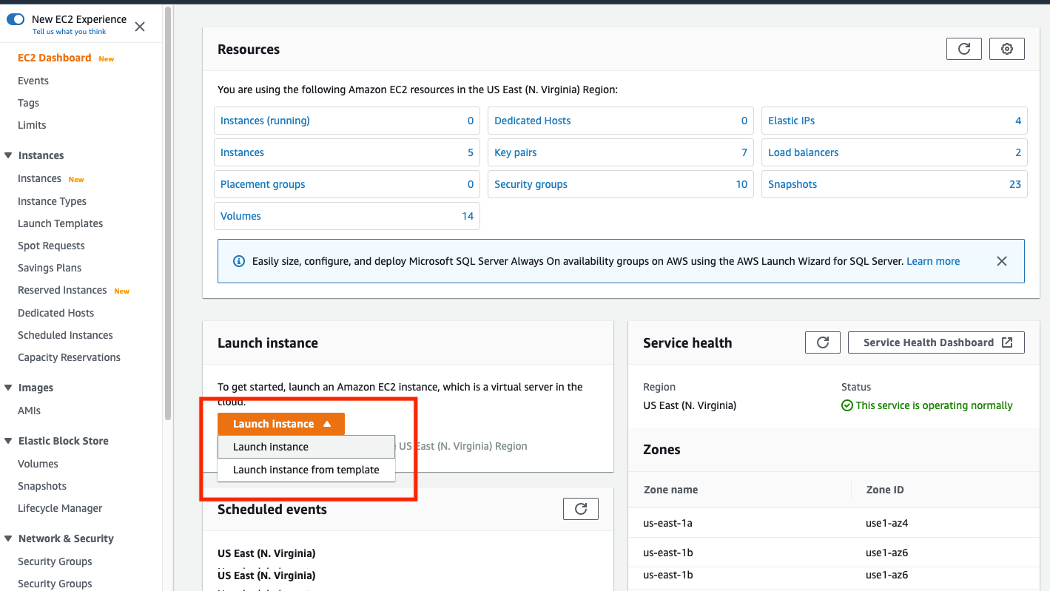 New EC2 Experience
Tell us what you think
EC2 Dashboard New
Events
Tags
Limits
Instances
Instances New
Instance Types
Launch Templates
Spot Requests
Savings Plans
Reserved Instances New
Dedicated Hosts
Scheduled Instances
Capacity Reservations
Images
AMIs
Elastic Block Store
Volumes
Snapshots
Lifecycle Manager
Network & Security
Security Groups
Security Groups
Resources
You are using the following Amazon EC2 resources in the US East (N. Virginia) Region:
Instances (running) 0 Dedicated Hosts 0 Elastic IPs 4
Instances 5 Key pairs 7 Load balancers 2
Placement groups 0 Security groups 10 Snapshots 23
Volumes 14
Easily size, configure, and deploy Microsoft SQL Server Always On availability groups on AWS using the AWS Launch Wizard for SQL Server. Learn more
Launch instance
To get started, launch an Amazon EC2 instance, which is a virtual server in the
cloud.
Launch instance
Launch instance
US East (N. Virginia) Region
Launch instance from template
Scheduled events
US East (N. Virginia)
US East (N. Virginia)
Service health
Service Health Dashboard
Region Status
US East (N. Virginia) This service is operating normally
Zones
Zone name Zone ID
us-east-1a use1-az4
us-east-1b use1-az6
us-east-1b use1-az6